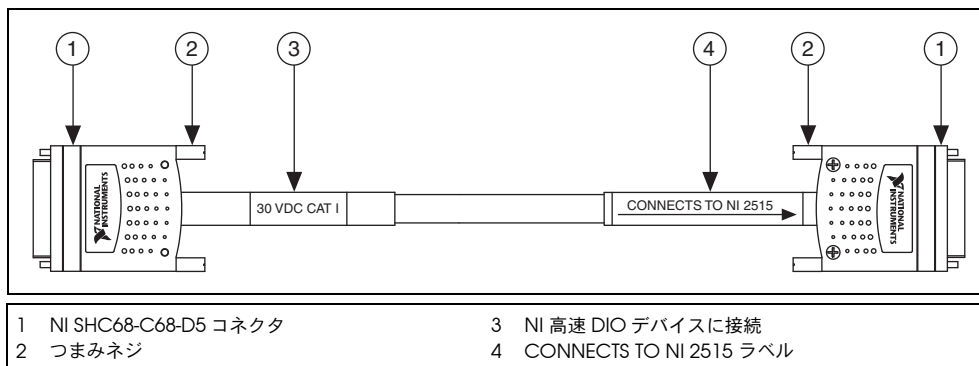 1 2 3 4 2 1
NATIONAL
INSTRUMENTS
30 VDC CAT I
CONNECTS TO NI 2515
NATIONAL
INSTRUMENTS
1 NI SHC68-C68-D5 コネクタ
2 つまみネジ
3 NI 高速 DIO デバイスに接続
4 CONNECTS TO NI 2515 ラベル